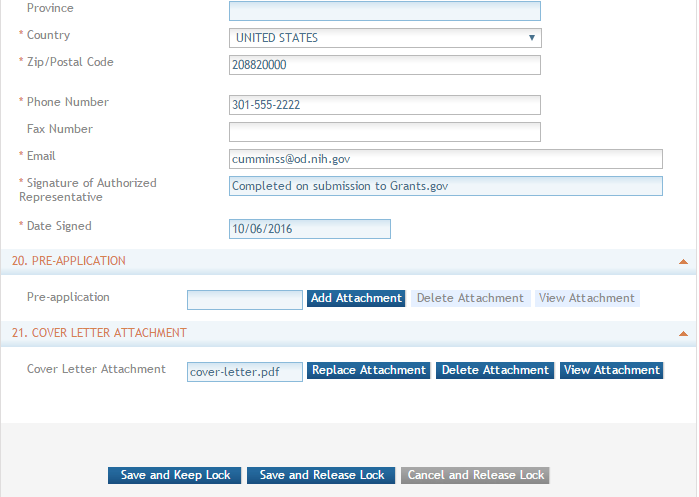 Province
* Country UNITED STATES
* Zip/Postal Code 208820000
* Phone Number 301-555-2222
Fax Number
* Email cumminss@od.nih.gov
* Signature of Authorized Representative Completed on submission to Grants.gov
* Date Signed 10/06/2016
20. PRE-APPLICATION
Pre-application Add Attachment Delete Attachment View Attachment
21. COVER LETTER ATTACHMENT
Cover Letter Attachment cover-letter.pdf Replace Attachment Delete Attachment View Attachment
Save and Keep Lock Save and Release Lock Cancel and Release Lock